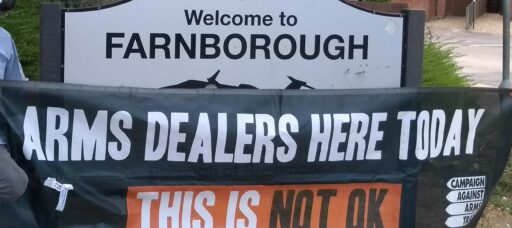 Welcome to
FARNBOROUGH
ARMS DEALERS HERE TODAY
THIS IS NOT OK
CAMPAIGN
AGAINST
ARMS